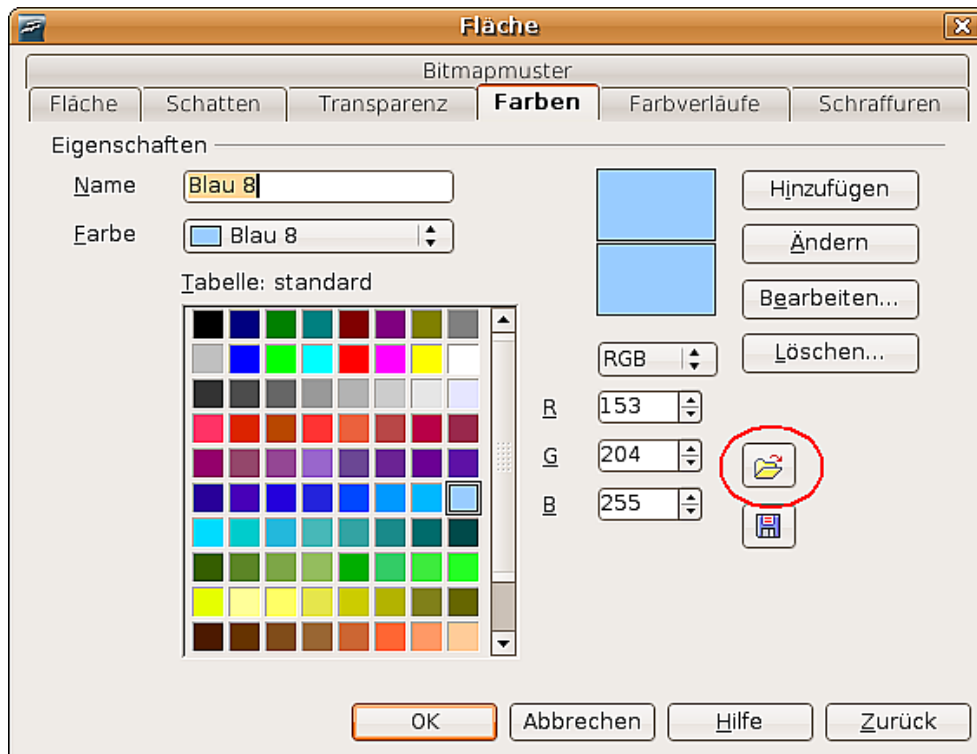 Fläche
Bitmapmuster
Fläche
Schatten
Transparenz
Farben
Farbverläufe
Schraffuren
Eigenschaften
Name
Blau 8
Hinzufügen
Farbe
Blau 8
Ändern
Tabelle: standard
Bearbeiten...
RGB
Löschen...
R
153
G
204
B
255
OK
Abbrechen
Hilfe
Zurück